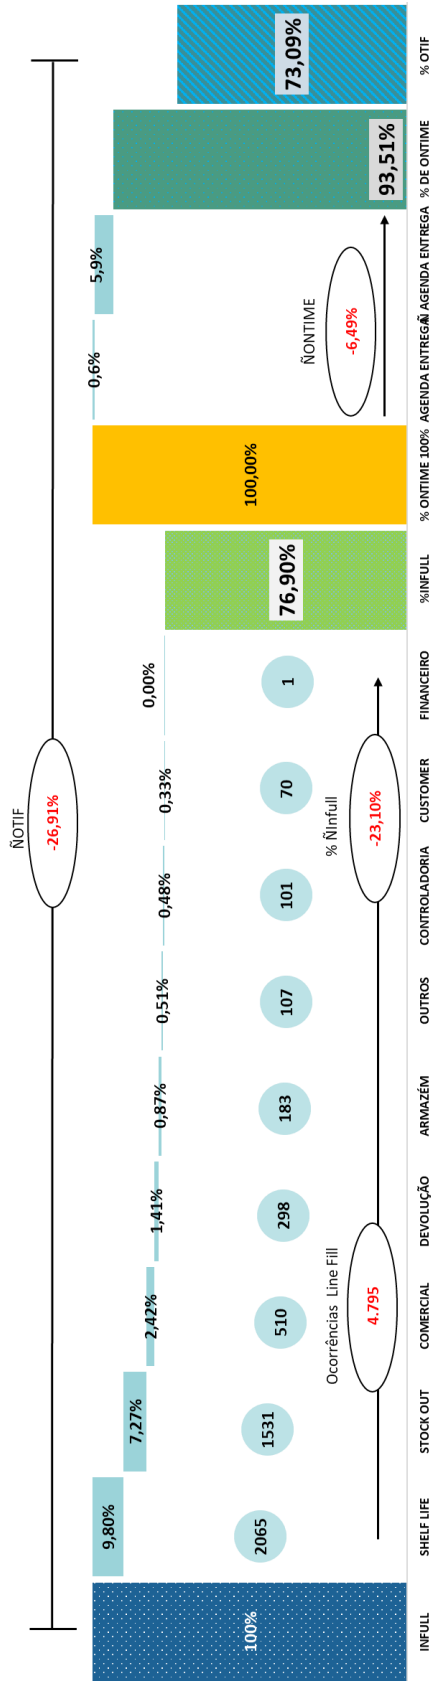 ÑOTIF
-26,91%
100%
9,80%
7,27%
2,42%
1,41%
0,87%
0,51%
0,48%
0,33%
0,00%
76,90%
100,00%
0,6%
5,9%
93,51%
73,09%
2065
1531
510
298
183
107
101
70
1
Ocorrências Line Fill
4.795
% ÑInfull
-23,10%
ÑONTIME
-6,49%
INFULL
SHELF LIFE
STOCK OUT
COMERCIAL
DEVOLUÇÃO
ARMAZÉM
OUTROS
CONTROLADORIA
CUSTOMER
FINANCEIRO
%INFULL
% ONTIME 100%
AGENDA ENTREGA
Ñ AGENDA ENTREGA
% DE ONTIME
% OTIF